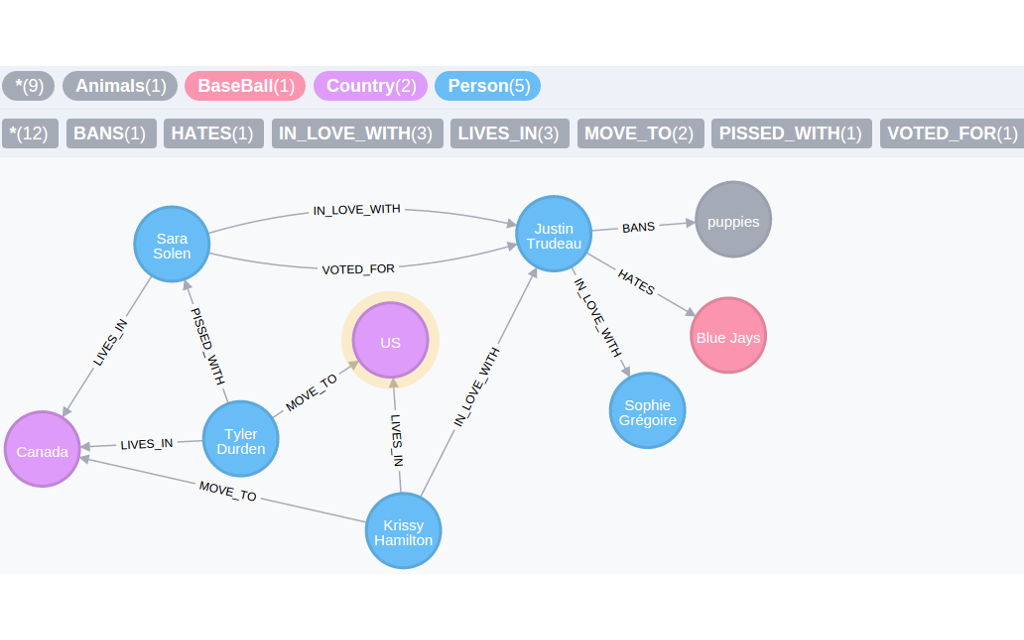 *(9) Animals(1) BaseBall(1) Country(2) Person(5)
*(12) BANS(1) HATES(1) IN_LOVE_WITH(3) LIVES_IN(3) MOVE_TO(2) PISSED_WITH(1) VOTED_FOR(1)
IN_LOVE_WITH
Sara
Solen
Justin
Trudeau
BANS
puppies
VOTED_FOR
HATES
IN_LOVE_WITH
LIVES_IN
PISSED_WITH
US
Blue Jays
MOVE_TO
IN_LOVE_WITH
Sophie
Grégoire
Canada
LIVES_IN
Tyler
Durden
LIVES_IN
MOVE_TO
Krissy
Hamilton